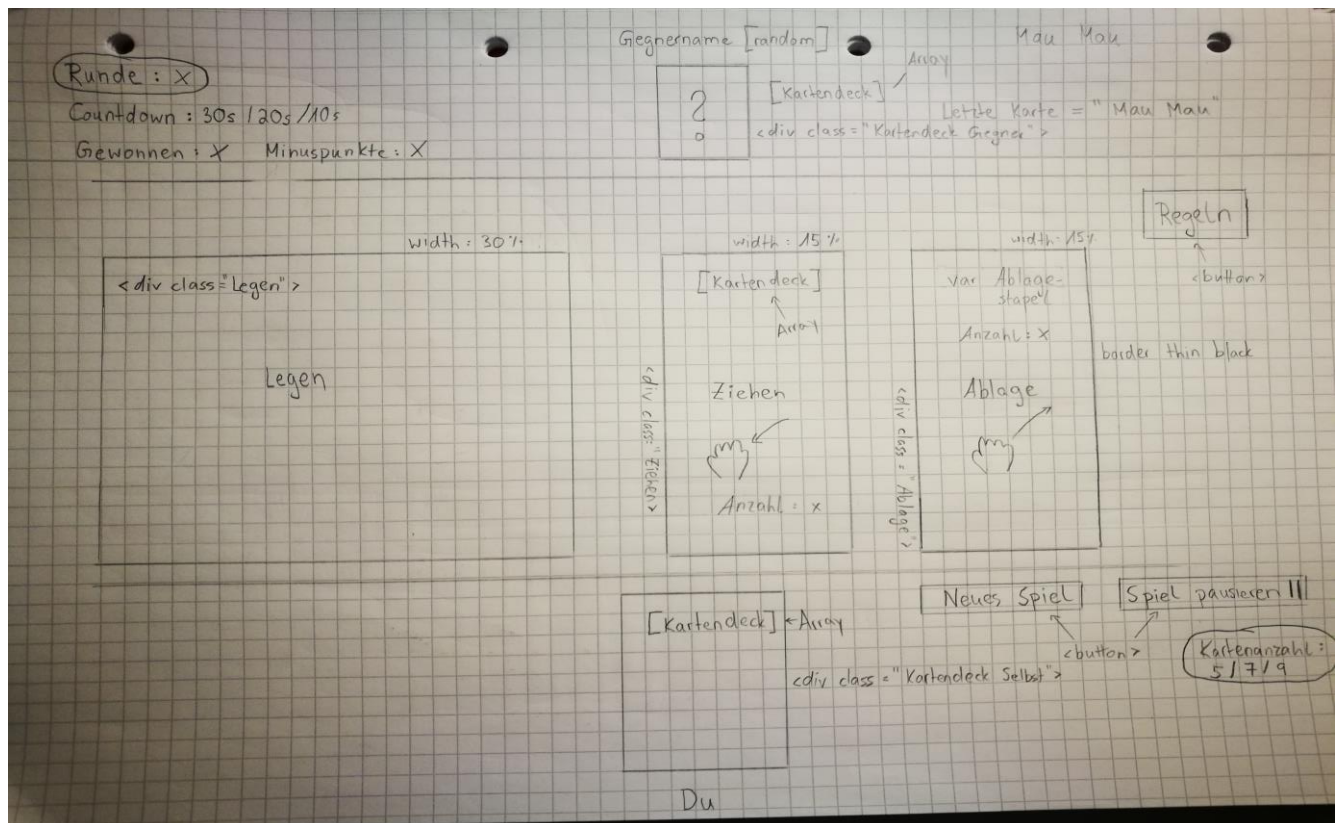 Gegnername [random]
Mau Mau
Runde : X
Countdown : 30s / 20s / 10s
Gewonnen : X Minuspunkte : X
?
[Kartendeck]
Array
Letzte Karte = "Mau Mau"
<div class="Kartendeck Gegner">
Regeln
<button>
width : 30%
width : 15%
width : 15%
<div class="Legen">
Legen
<div class="Ziehen>
[Kartendeck]
Array
Ziehen
Anzahl : x
<div class = "Ablage">
var Ablage-
stapel
Anzahl : x
Ablage
border thin black
[Kartendeck]
Array
<div class="Kartendeck Selbst">
Du
Neues Spiel
Spiel pausieren
<button>
Kartenanzahl :
5/7/9